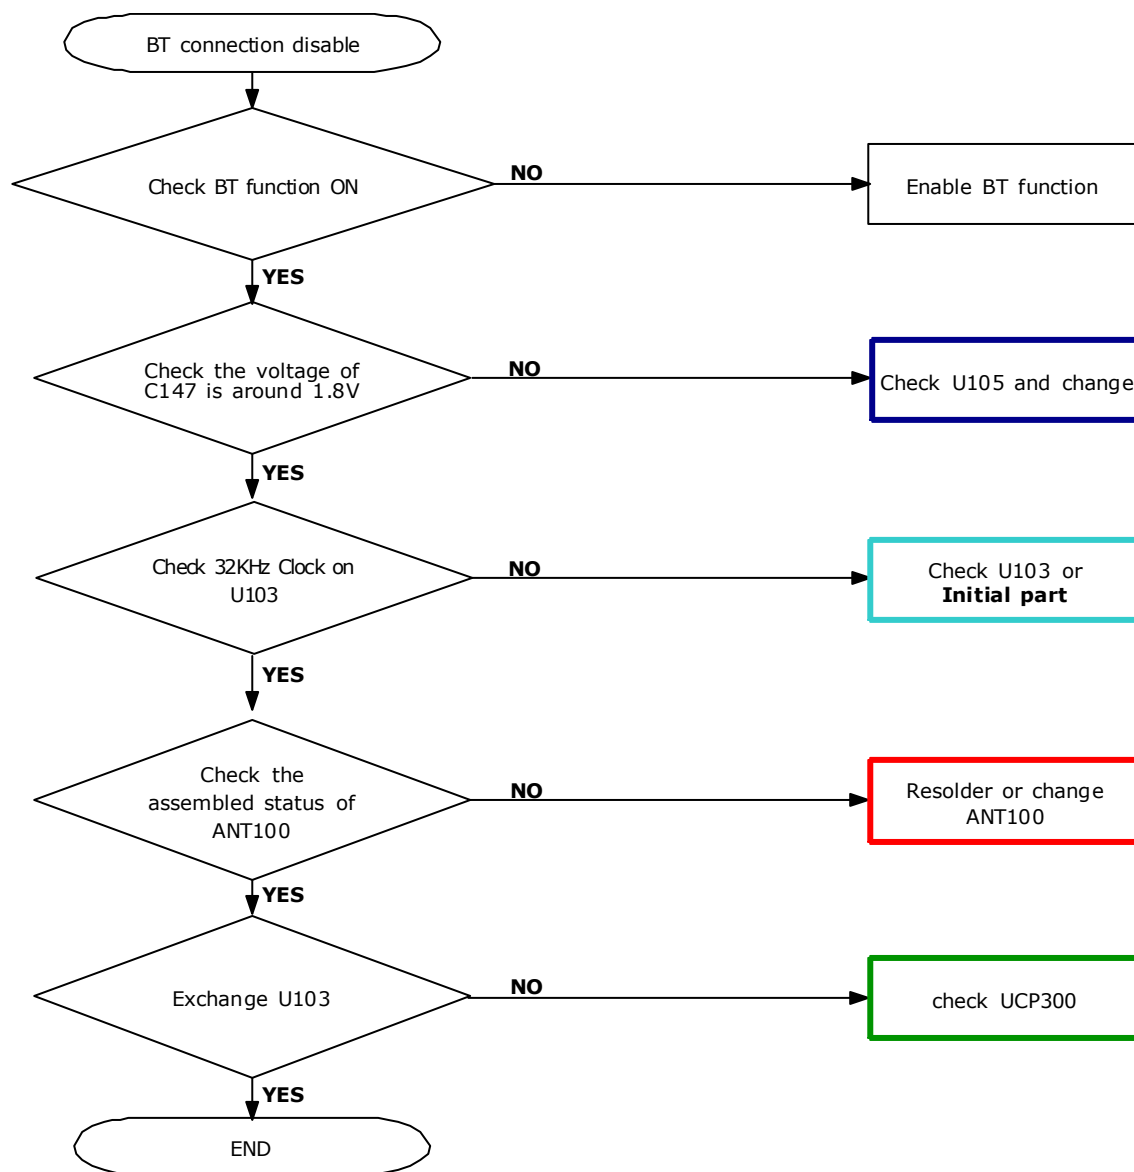 BT connection disable
Check BT function ON
NO
Enable BT function
YES
Check the voltage of
C147 is around 1.8V
NO
Check U105 and change
YES
Check 32KHz Clock on
U103
NO
Check U103 or
Initial part
YES
Check the
assembled status of
ANT100
NO
Resolder or change
ANT100
YES
Exchange U103
NO
check UCP300
YES
END